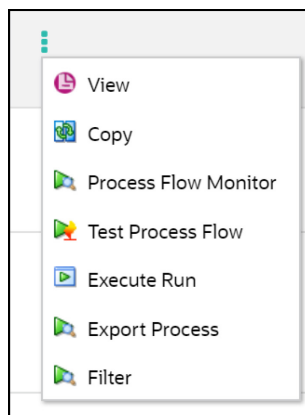 View
Copy
Process Flow Monitor
Test Process Flow
Execute Run
Export Process
Filter